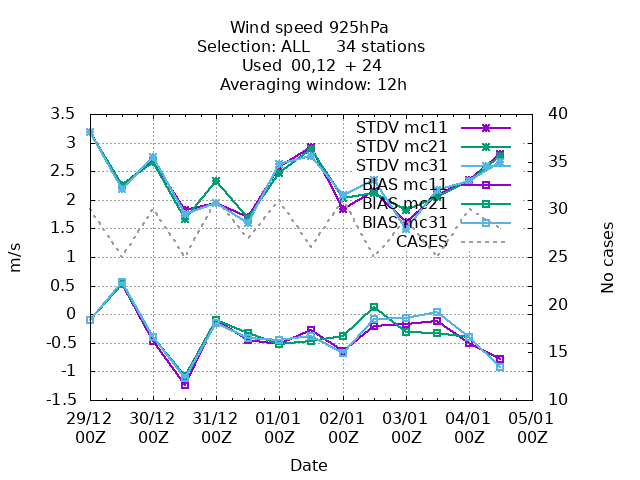 Wind speed 925hPa
Selection: ALL 34 stations
Used 00,12 + 24
Averaging window: 12h
3.5
3
2.5
2
1.5
1
0.5
0
-0.5
-1
-1.5
m/s
40
35
30
25
20
15
10
No cases
STDV mc11
STDV mc21
STDV mc31
BIAS mc11
BIAS mc21
BIAS mc31
CASES
29/12 30/12 31/12 01/01 02/01 03/01 04/01 05/01
00Z 00Z 00Z 00Z 00Z 00Z 00Z 00Z
Date